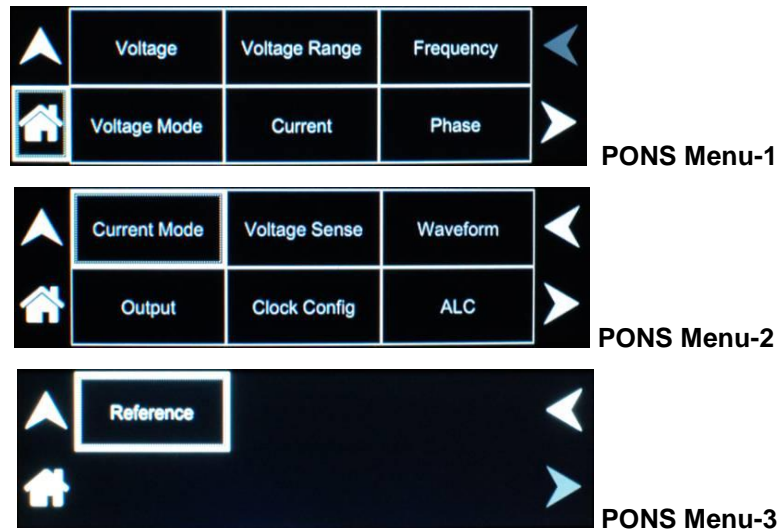 Voltage Voltage Range Frequency
Voltage Mode Current Phase
PONS Menu-1
Current Mode Voltage Sense Waveform
Output Clock Config ALC
PONS Menu-2
Reference
PONS Menu-3